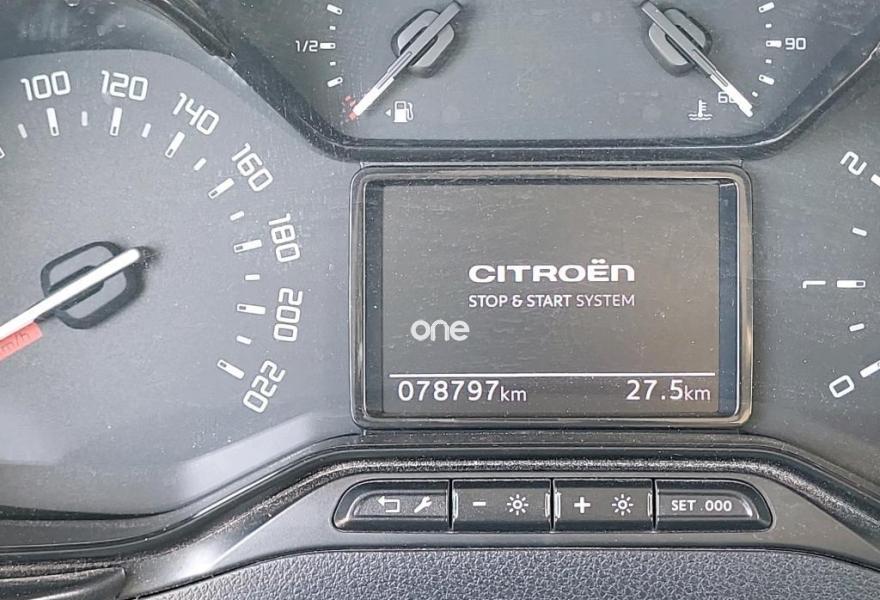 1/2
90
60
100
120
140
160
180
200
220
2
1
0
CITROËN
STOP & START SYSTEM
one
078797km 27.5km
- + SET .000